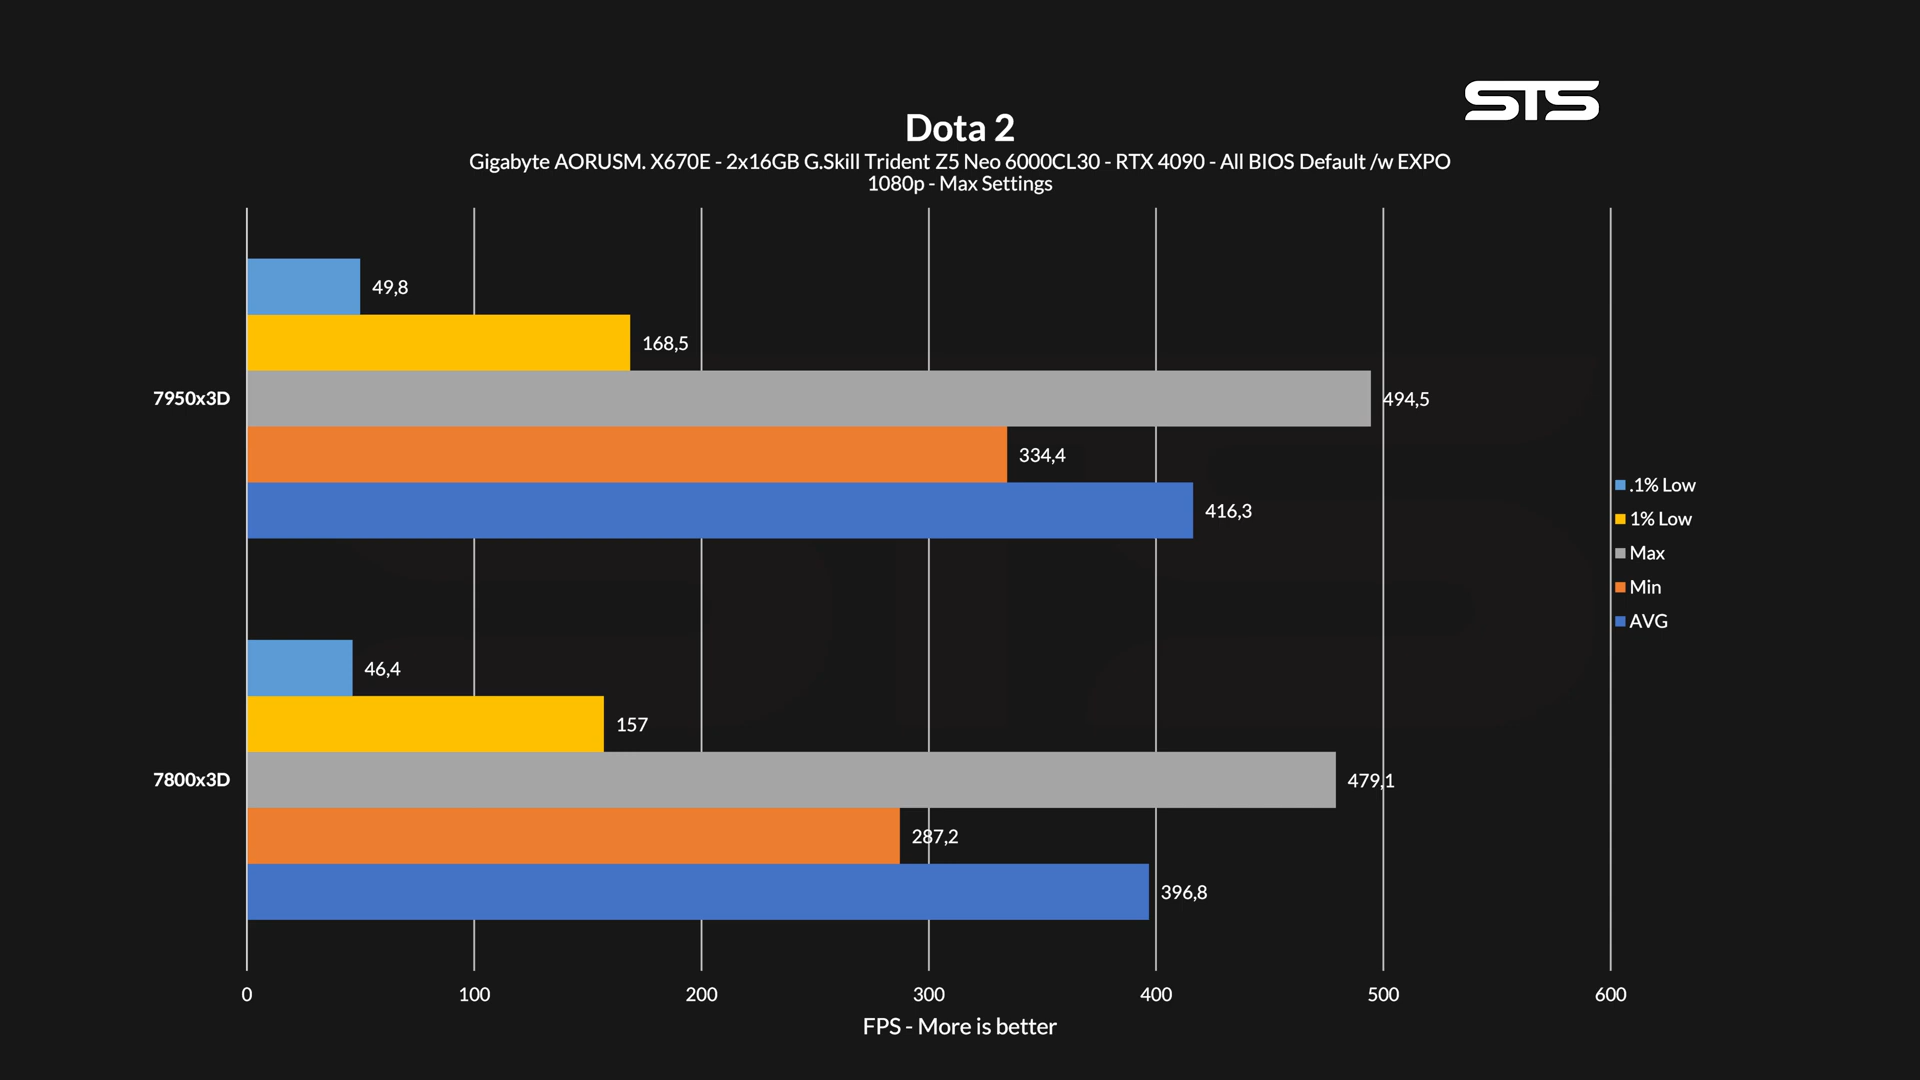 STS
Dota 2
Gigabyte AORUSM. X670E - 2x16GB G.Skill Trident Z5 Neo 6000CL30 - RTX 4090 - All BIOS Default /w EXPO
1080p - Max Settings
49,8
168,5
7950x3D
494,5
334,4
416,3
46,4
157
7800x3D
479,1
287,2
396,8
.1% Low
1% Low
Max
Min
AVG
0 100 200 300 400 500 600
FPS - More is better